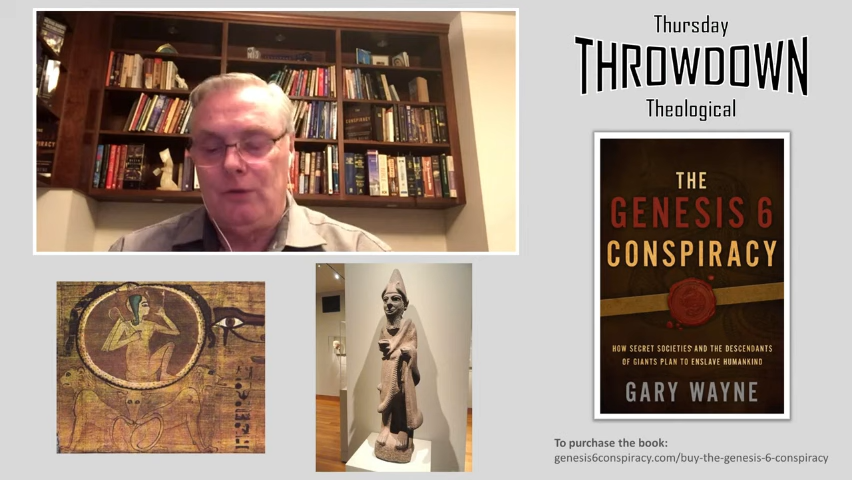 Thursday
THROWDOWN
Theological
THE
GENESIS 6
CONSPIRACY
HOW SECRET SOCIETIES AND THE DESCENDANTS
OF GIANTS PLAN TO ENSLAVE HUMANKIND
GARY WAYNE
To purchase the book:
genesis6conspiracy.com/buy-the-genesis-6-conspiracy
CONSPIRACY